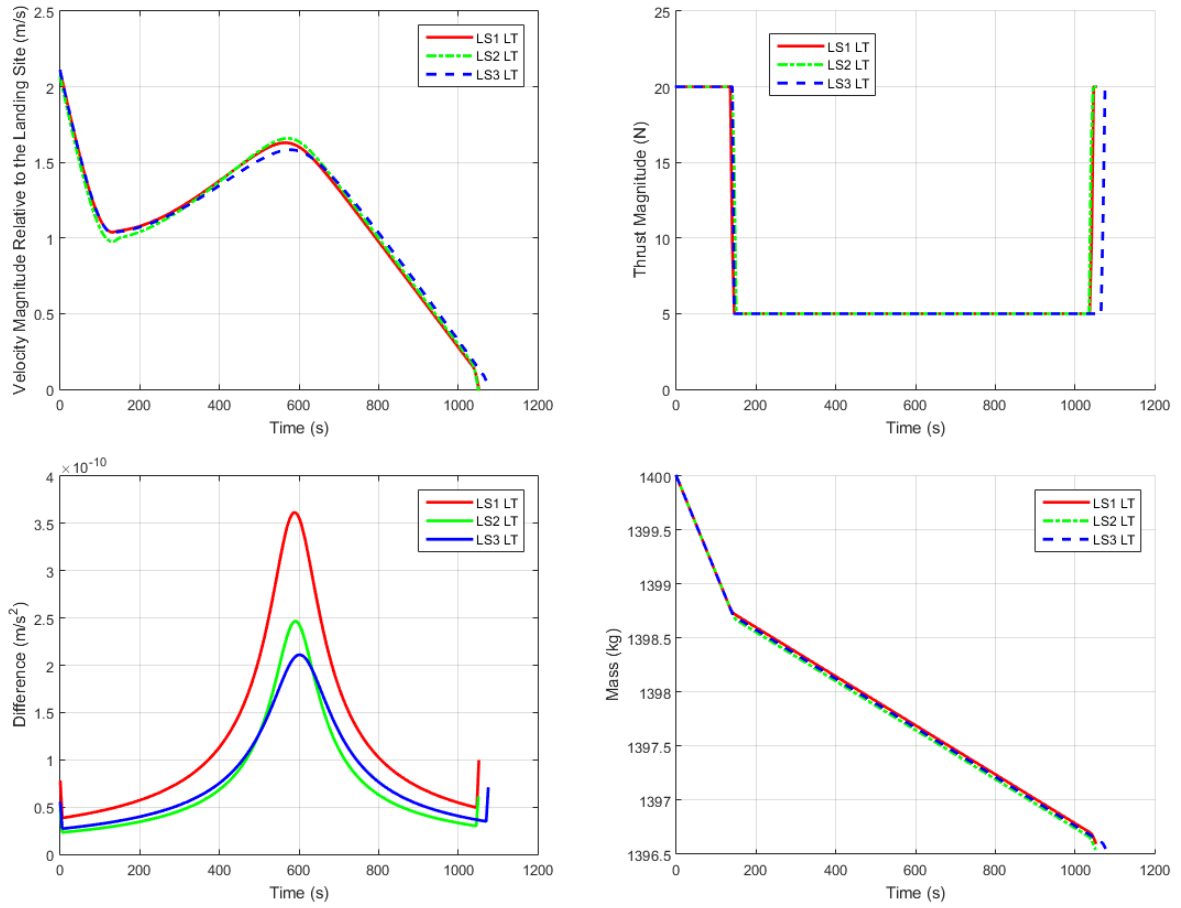 Velocity Magnitude Relative to the Landing Site (m/s)
2.5
2
1.5
1
0.5
0
0 200 400 600 800 1000 1200
Time (s)
LS1 LT
LS2 LT
LS3 LT
Thrust Magnitude (N)
25
20
15
10
5
0
0 200 400 600 800 1000 1200
Time (s)
LS1 LT
LS2 LT
LS3 LT
Difference (m/s²)
×10⁻¹⁰
4
3.5
3
2.5
2
1.5
1
0.5
0
0 200 400 600 800 1000 1200
Time (s)
LS1 LT
LS2 LT
LS3 LT
Mass (kg)
1400
1399.5
1399
1398.5
1398
1397.5
1397
1396.5
0 200 400 600 800 1000 1200
Time (s)
LS1 LT
LS2 LT
LS3 LT